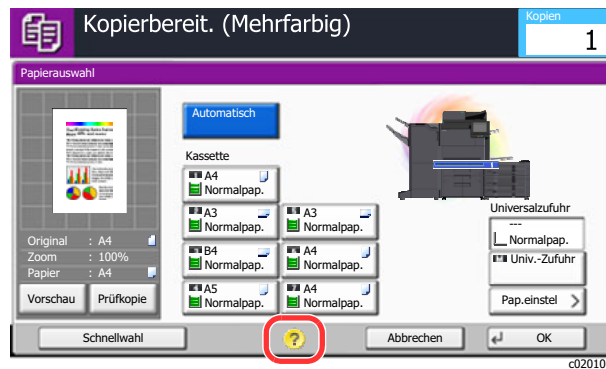 Kopierbereit. (Mehrfarbig)
Kopien
1
Papierauswahl
Automatisch
Kassette
A4
Normalpap.
A3
Normalpap.
A3
Normalpap.
B4
Normalpap.
A4
Normalpap.
A5
Normalpap.
A4
Normalpap.
Universalzufuhr
---
Normalpap.
Univ.-Zufuhr
Pap.einstel
Original : A4
Zoom : 100%
Papier : A4
Vorschau
Prüfkopie
Schnellwahl
?
Abbrechen
OK
c02010